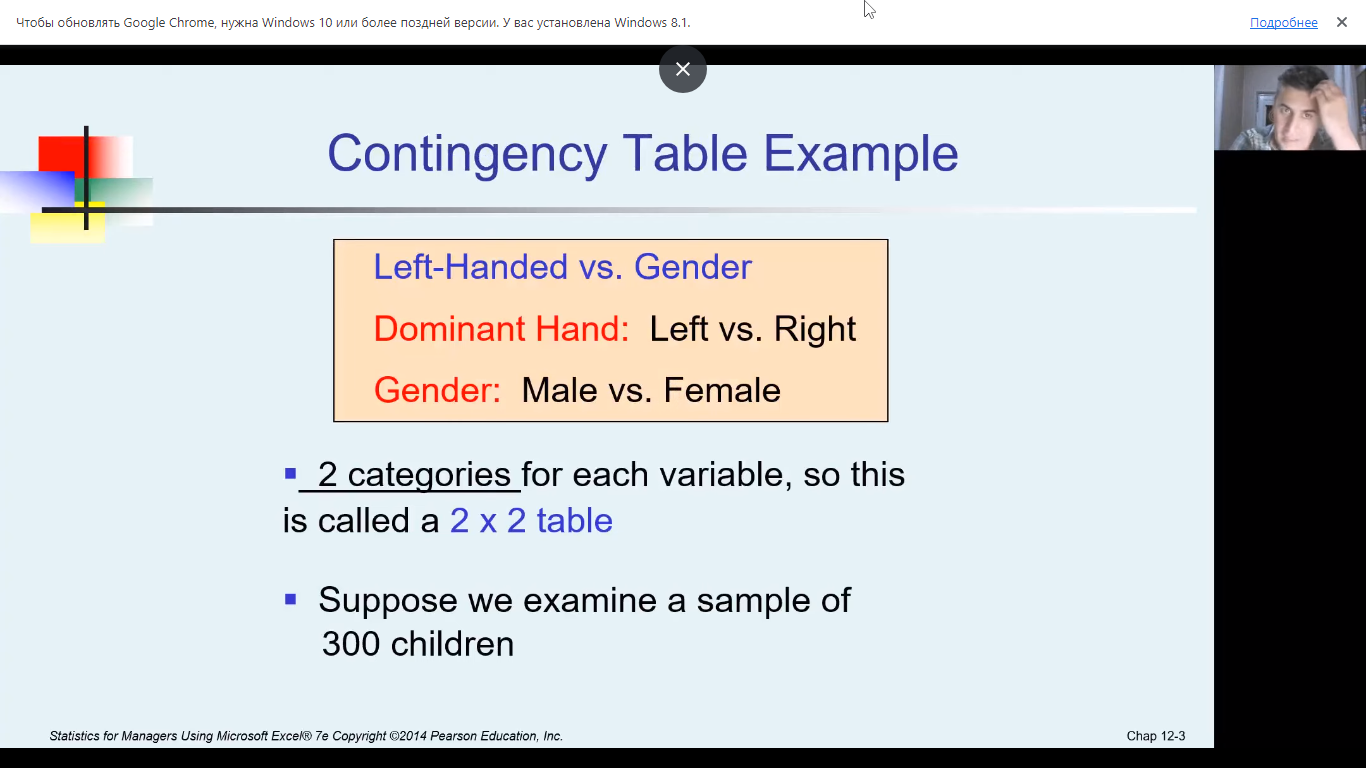 Чтобы обновлять Google Chrome, нужна Windows 10 или более поздней версии. У вас установлена Windows 8.1.
Подробнее
Contingency Table Example
Left-Handed vs. Gender
Dominant Hand: Left vs. Right
Gender: Male vs. Female
2 categories for each variable, so this
is called a 2 x 2 table
Suppose we examine a sample of
300 children
Statistics for Managers Using Microsoft Excel® 7e Copyright ©2014 Pearson Education, Inc.
Chap 12-3